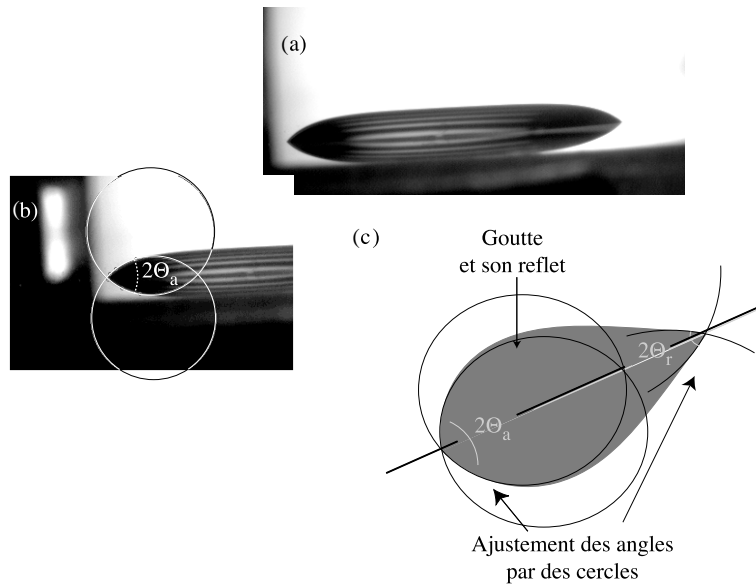 (a)
(b)
2Θa
(c)
Goutte
et son reflet
2Θr
2Θa
Ajustement des angles
par des cercles